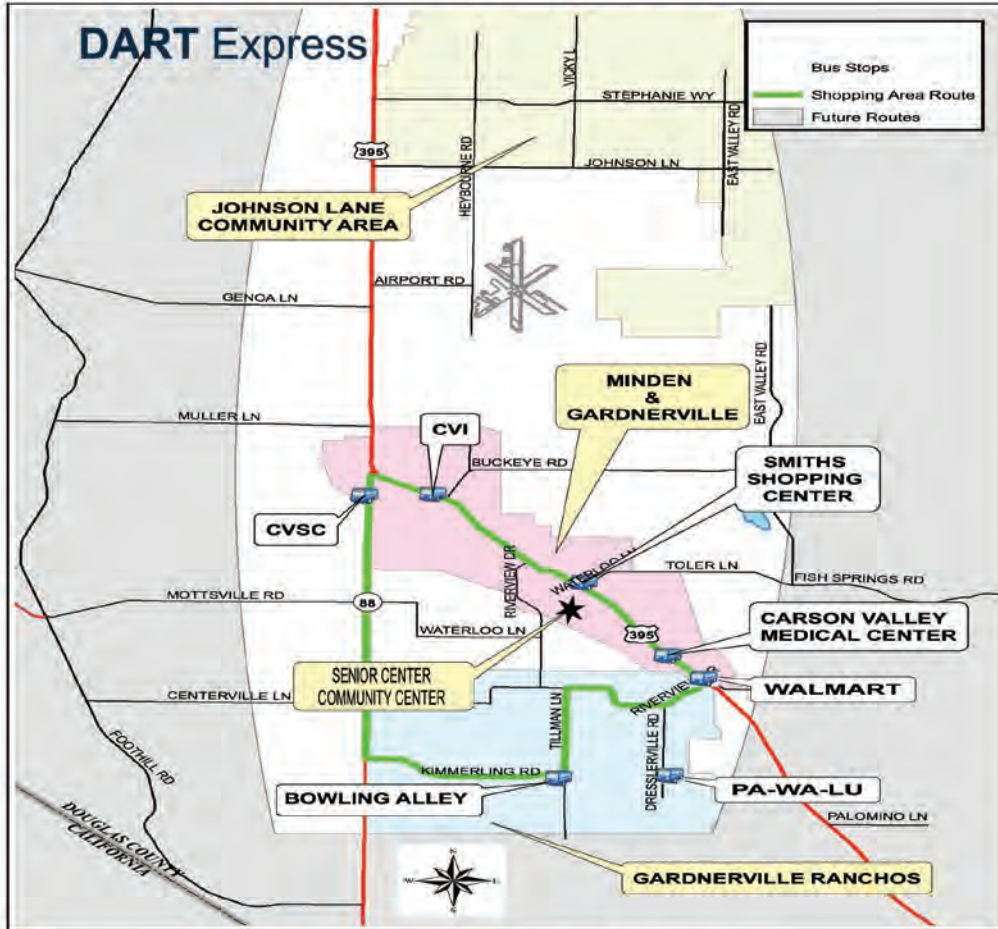 DART Express
Bus Stops
Shopping Area Route
Future Routes
VICKY L
STEPHANIE WY
EAST VALLEY RD
HEYBOURNE RD
395
JOHNSON LN
JOHNSON LANE
COMMUNITY AREA
AIRPORT RD
GENOA LN
MINDEN
&
GARDNERVILLE
EAST VALLEY RD
MULLER LN
CVI
BUCKEYE RD
SMITHS
SHOPPING
CENTER
CVSC
RIVERVIEW DR
WATERLOO LN
TOLER LN
FISH SPRINGS RD
MOTTSVILLE RD
88
WATERLOO LN
395
CARSON VALLEY
MEDICAL CENTER
SENIOR CENTER
COMMUNITY CENTER
CENTERVILLE LN
WALMART
TILLMAN LN
DRESSLERVILLE RD
FOOTHILL RD
KIMMERLING RD
BOWLING ALLEY
PA-WA-LU
PALOMINO LN
DOUGLAS COUNTY
CALIFORNIA
GARDNERVILLE RANCHOS